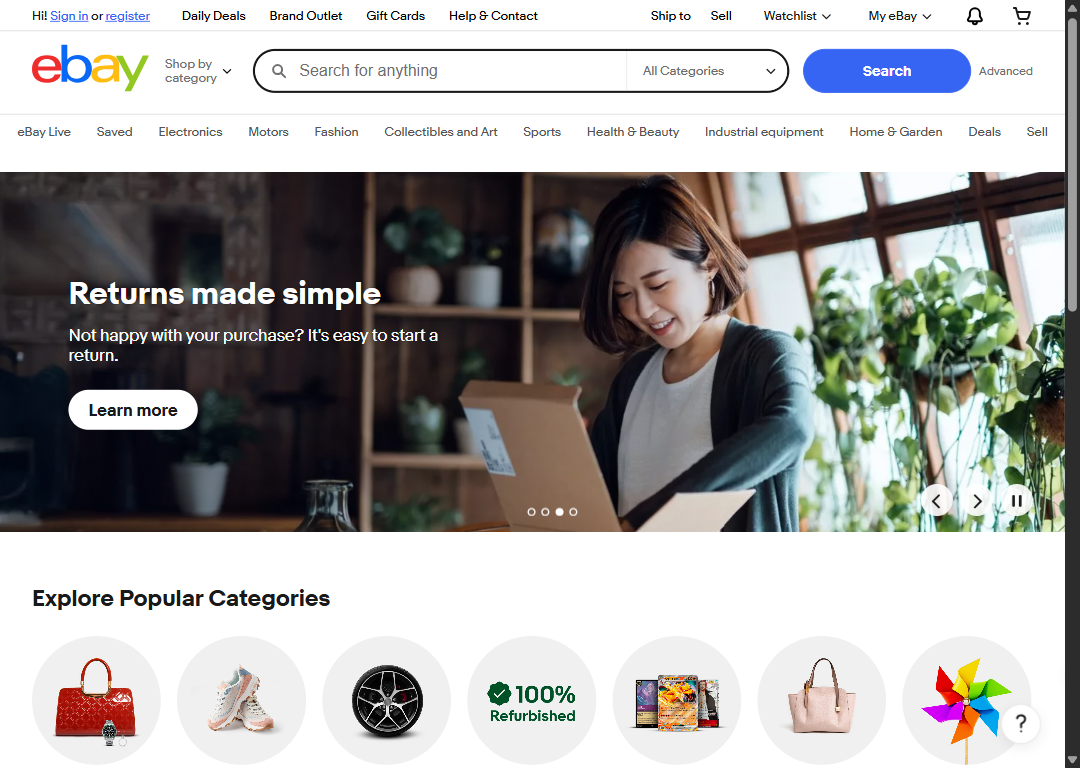 Hi! Sign in or register Daily Deals Brand Outlet Gift Cards Help & Contact Ship to Sell Watchlist My eBay
ebay
Shop by
category
Search for anything
All Categories
Search
Advanced
eBay Live Saved Electronics Motors Fashion Collectibles and Art Sports Health & Beauty Industrial equipment Home & Garden Deals Sell
Returns made simple
Not happy with your purchase? It's easy to start a
return.
Learn more
Explore Popular Categories
100%
Refurbished
?